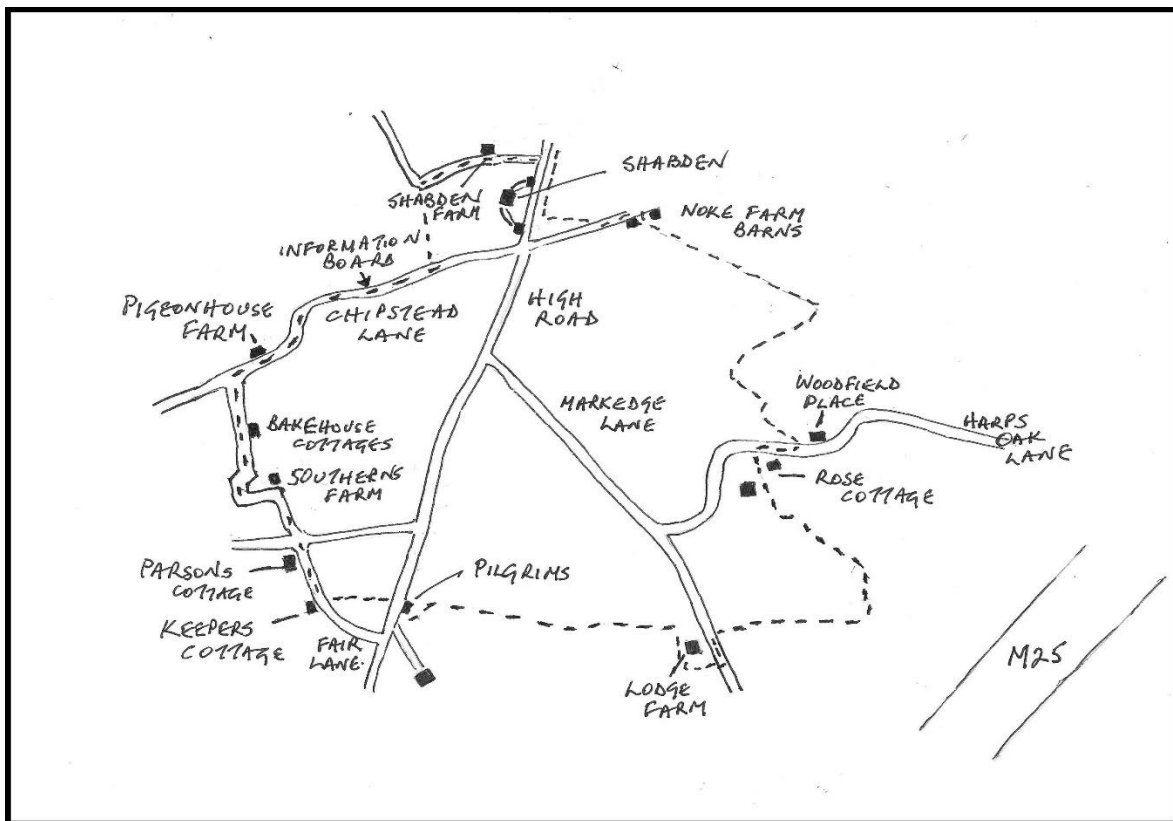 SHABDEN
SHABDEN
FARM
NOKE FARM
BARNS
INFORMATION
BOARD
PIGEONHOUSE
FARM
CHIPSTEAD
LANE
HIGH
ROAD
MARKEDGE
LANE
WOODFIELD
PLACE
HARPS
OAK
LANE
BAKEHOUSE
COTTAGES
SOUTHERNS
FARM
ROSE
COTTAGE
PARSONS
COTTAGE
PILGRIMS
KEEPERS
COTTAGE
FAIR
LANE
LODGE
FARM
M25